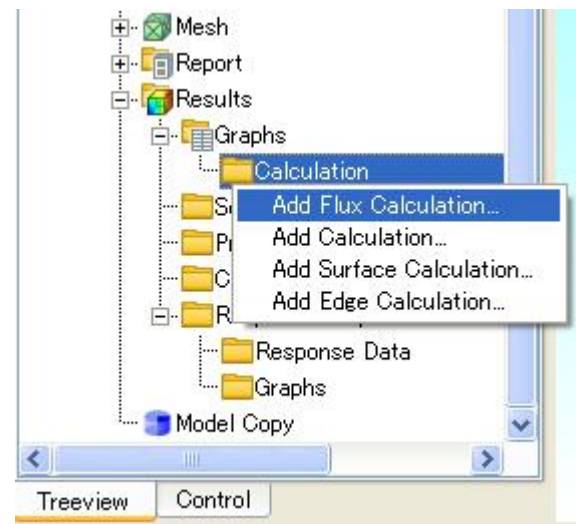 Mesh
Report
Results
Graphs
Calculation
Add Flux Calculation...
Add Calculation...
Add Surface Calculation...
Add Edge Calculation...
Response Data
Graphs
Model Copy
Treeview Control